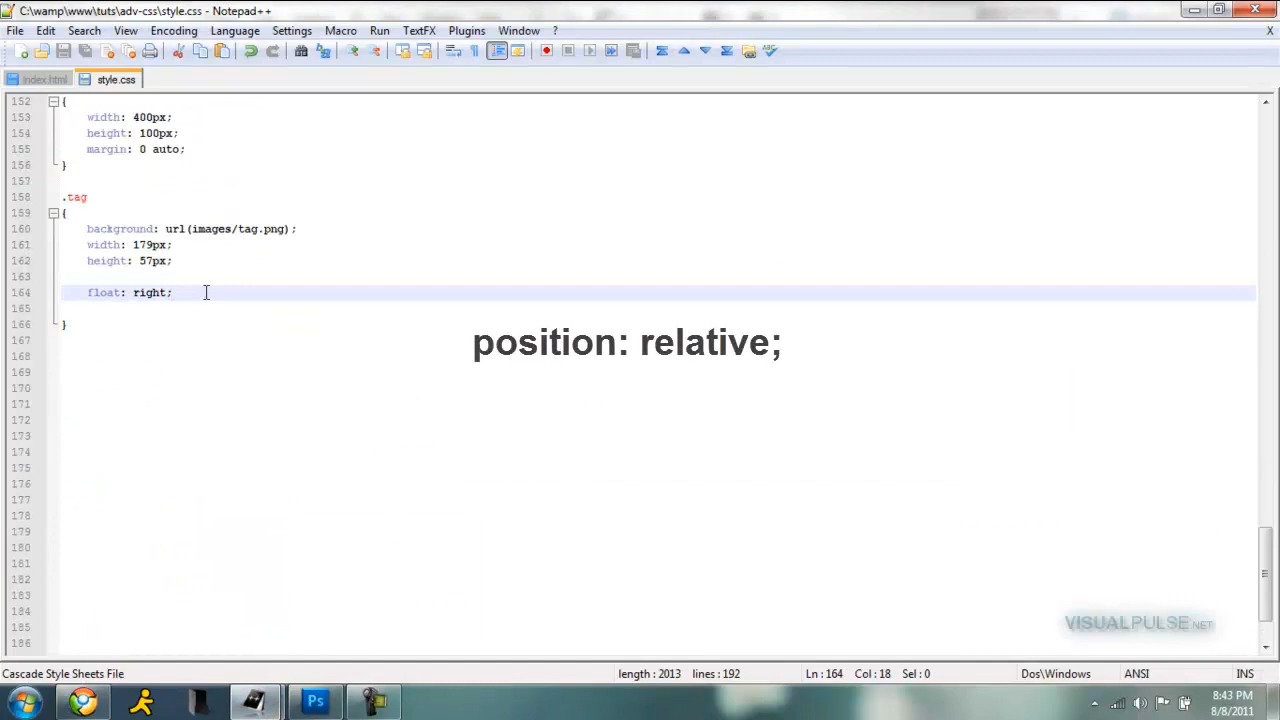 C:\wamp\www\tuts\adv-css\style.css - Notepad++
File Edit Search View Encoding Language Settings Macro Run TextFX Plugins Window ? X
index.html style.css
152 {
153 width: 400px;
154 height: 100px;
155 margin: 0 auto;
156 }
157
158 .tag
159 {
160 background: url(images/tag.png);
161 width: 179px;
162 height: 57px;
163
164 float: right;
165
166 }
position: relative;
167
168
169
170
171
172
173
174
175
176
177
178
179
180
181
182
183
184
185
186
VISUALPULSE.NET
Cascade Style Sheets File length : 2013 lines : 192 Ln : 164 Col : 18 Sel : 0 Dos\Windows ANSI INS
Ps
8:43 PM
8/8/2011